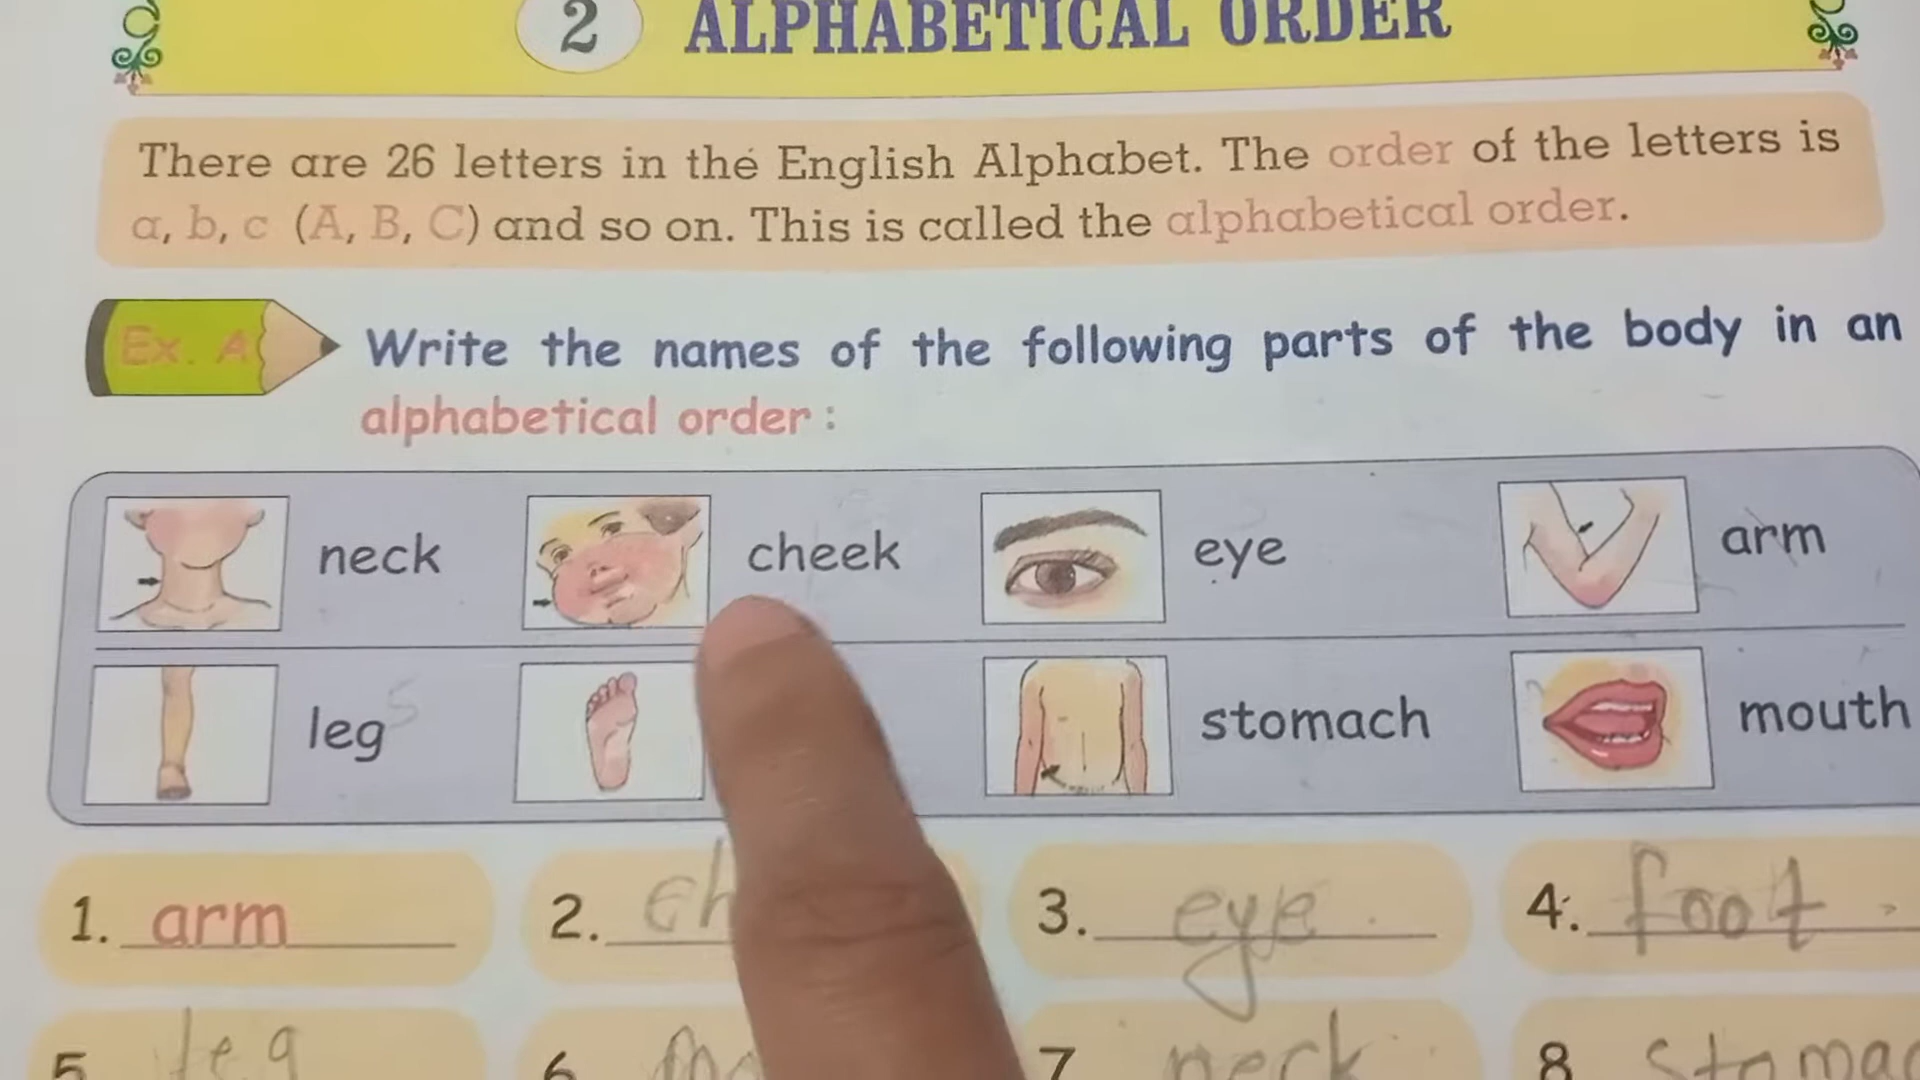 2 ALPHABETICAL ORDER
There are 26 letters in the English Alphabet. The order of the letters is
a, b, c (A, B, C) and so on. This is called the alphabetical order.
Ex. A Write the names of the following parts of the body in an
alphabetical order :
neck cheek eye arm
leg stomach mouth
1. arm 2. 3. eye 4. foot
5 leg 6 7 neck 8